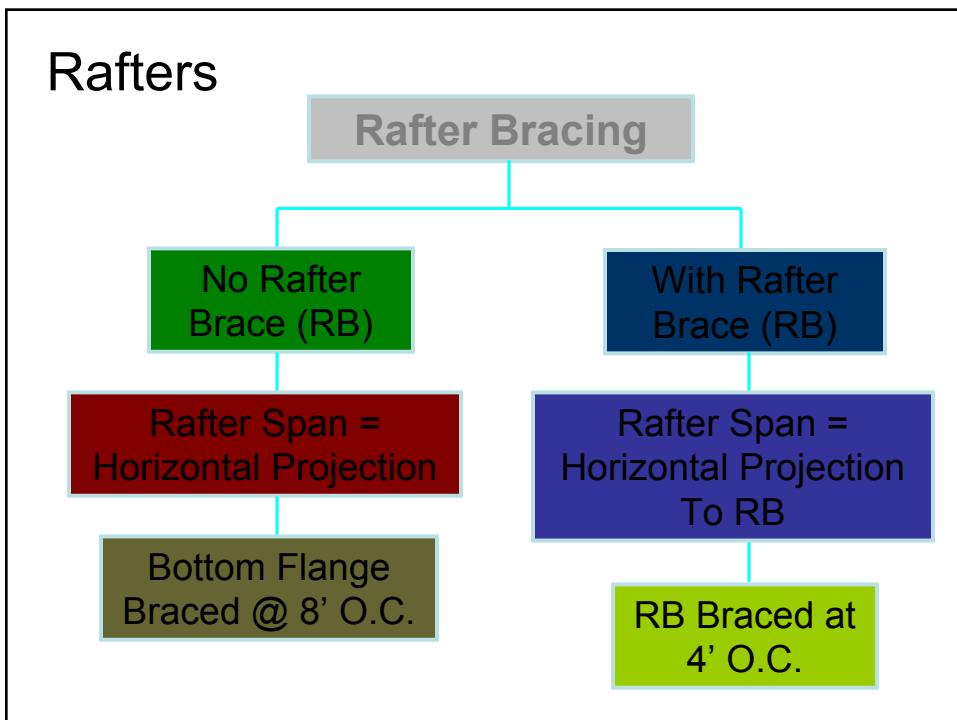 Rafters
Rafter Bracing
No Rafter
Brace (RB)
Rafter Span =
Horizontal Projection
Bottom Flange
Braced @ 8’ O.C.
With Rafter
Brace (RB)
Rafter Span =
Horizontal Projection
To RB
RB Braced at
4’ O.C.